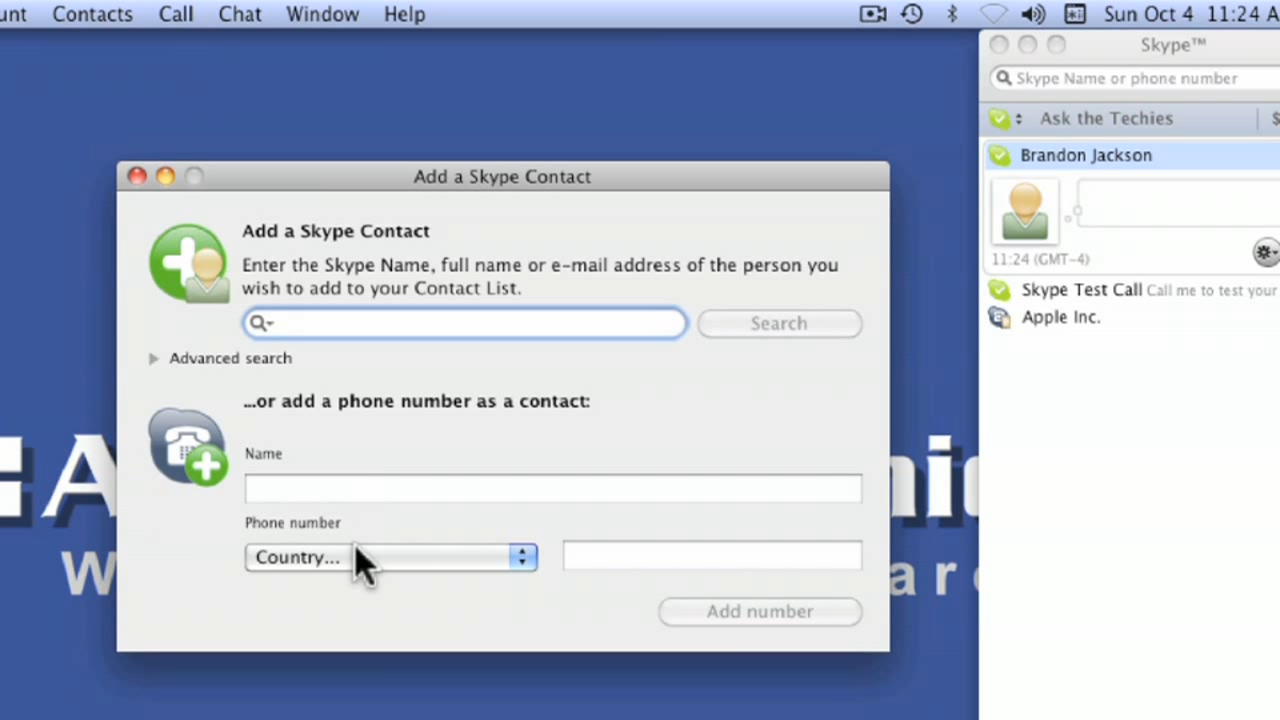 Contacts Call Chat Window Help Sun Oct 4 11:24 A
Skype™
Skype Name or phone number
Ask the Techies
Brandon Jackson
11:24 (GMT-4)
Skype Test Call Call me to test your
Apple Inc.
Add a Skype Contact
Add a Skype Contact
Enter the Skype Name, full name or e-mail address of the person you
wish to add to your Contact List.
Search
Advanced search
...or add a phone number as a contact:
Name
Phone number
Country...
Add number